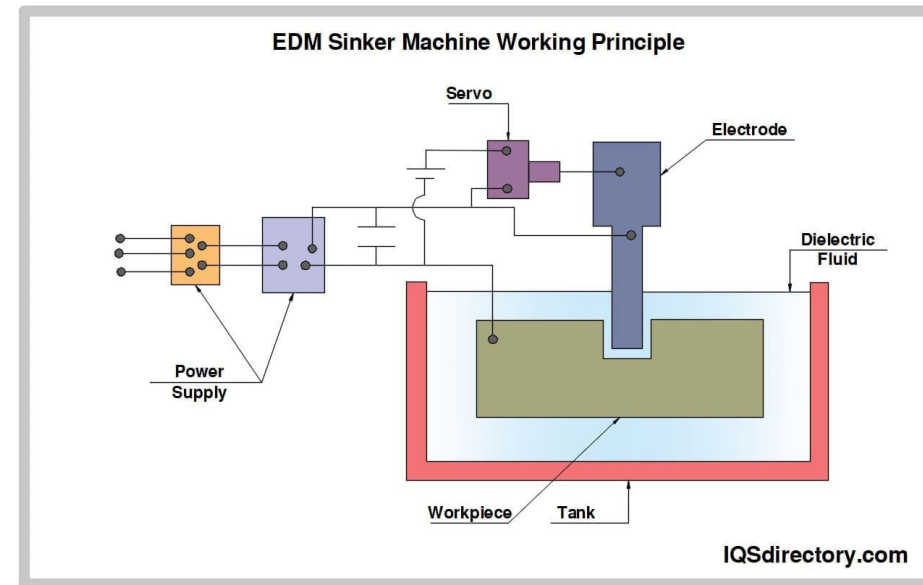 EDM Sinker Machine Working Principle
Servo
Electrode
Dielectric
Fluid
Power
Supply
Workpiece
Tank
IQSdirectory.com